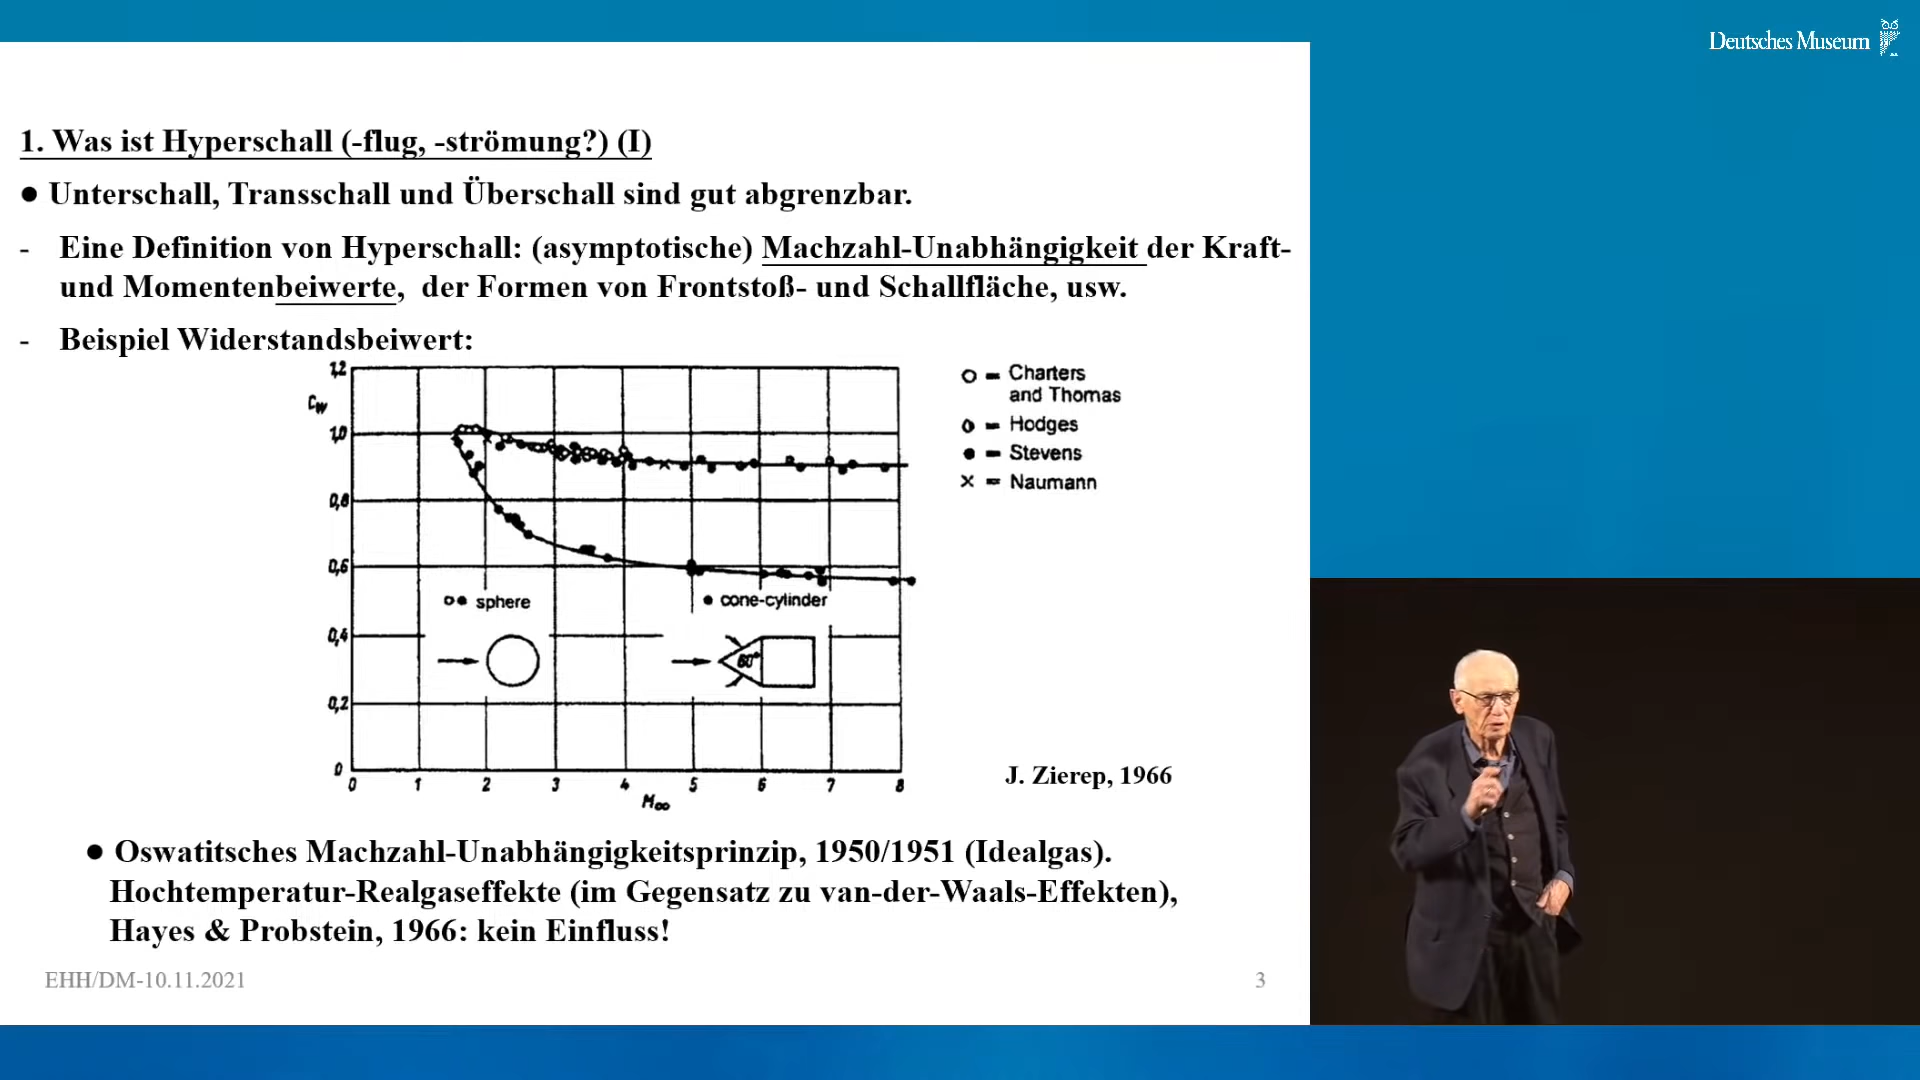 Deutsches Museum
1. Was ist Hyperschall (-flug, -strömung?) (I)
● Unterschall, Transschall und Überschall sind gut abgrenzbar.
- Eine Definition von Hyperschall: (asymptotische) Machzahl-Unabhängigkeit der Kraft-
und Momentenbeiwerte, der Formen von Frontstoß- und Schallfläche, usw.
- Beispiel Widerstandsbeiwert:
1,2
Cw
1,0
0,8
0,6
0,4
0,2
0
sphere
cone-cylinder
60°
0 1 2 3 4 5 6 7 8
M∞
Charters
and Thomas
Hodges
Stevens
Naumann
J. Zierep, 1966
● Oswatitsches Machzahl-Unabhängigkeitsprinzip, 1950/1951 (Idealgas).
Hochtemperatur-Realgaseffekte (im Gegensatz zu van-der-Waals-Effekten),
Hayes & Probstein, 1966: kein Einfluss!
EHH/DM-10.11.2021
3